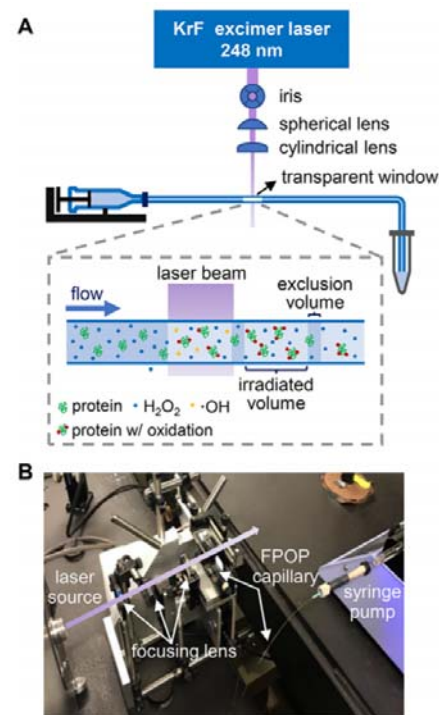 A
KrF excimer laser
248 nm
iris
spherical lens
cylindrical lens
transparent window
laser beam
exclusion
volume
flow
irradiated
volume
protein
H₂O₂
·OH
protein w/ oxidation
B
laser
source
focusing lens
FPOP
capillary
syringe
pump